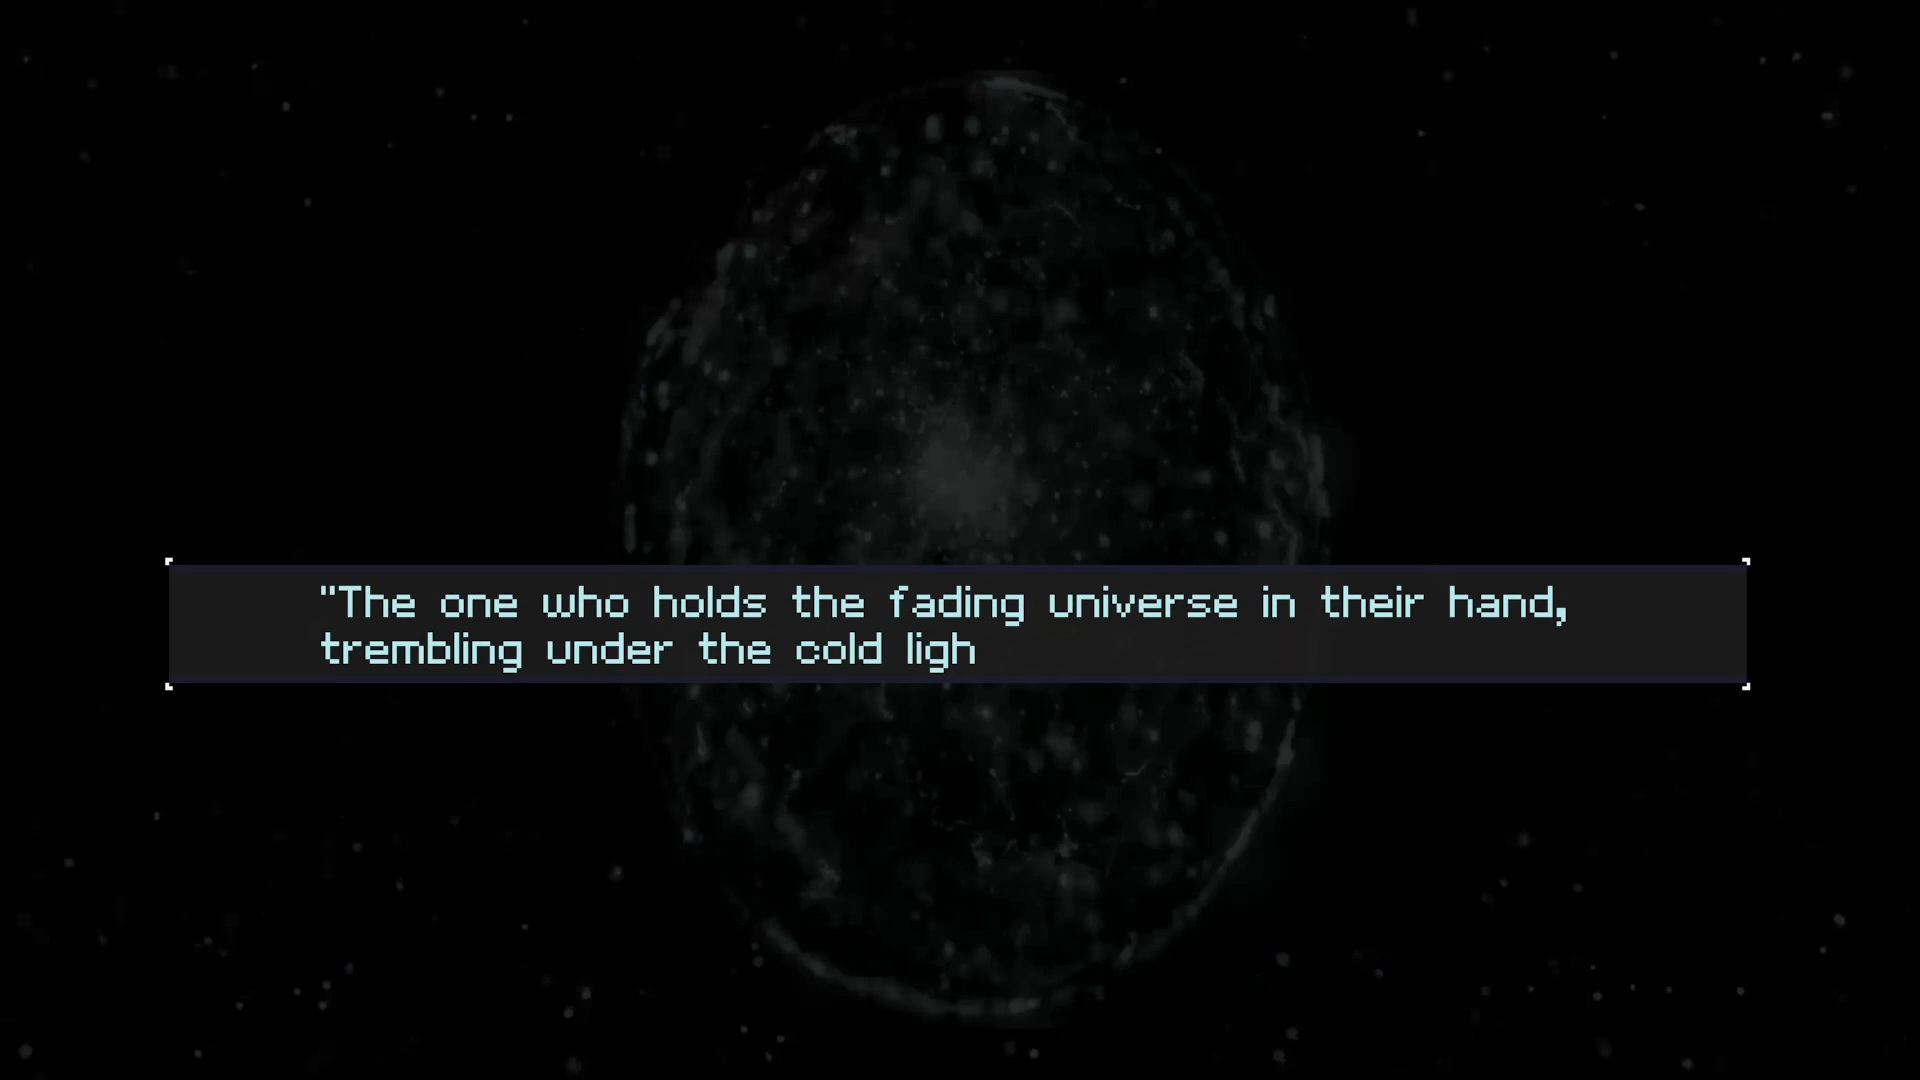 "The one who holds the fading universe in their hand,
trembling under the cold ligh